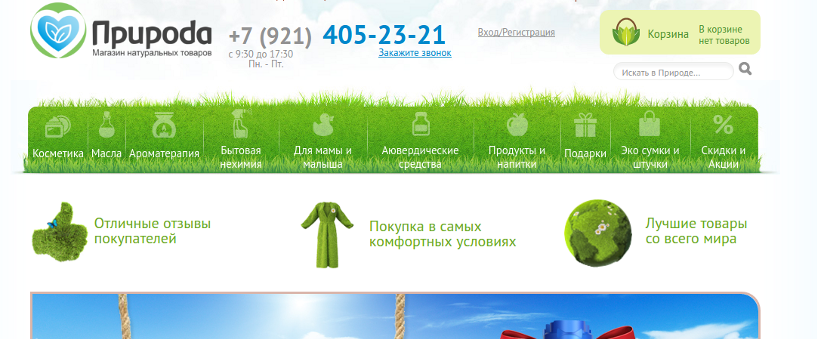 Природа
Магазин натуральных товаров
+7 (921) 405-23-21
с 9:30 до 17:30
Пн. - Пт.
Закажите звонок
Вход/Регистрация
Корзина
В корзине
нет товаров
Искать в Природе...
Косметика
Масла
Ароматерапия
Бытовая
нехимия
Для мамы и
малыша
Аювердические
средства
Продукты и
напитки
Подарки
Эко сумки и
штучки
Скидки и
Акции
Отличные отзывы
покупателей
Покупка в самых
комфортных условиях
Лучшие товары
со всего мира